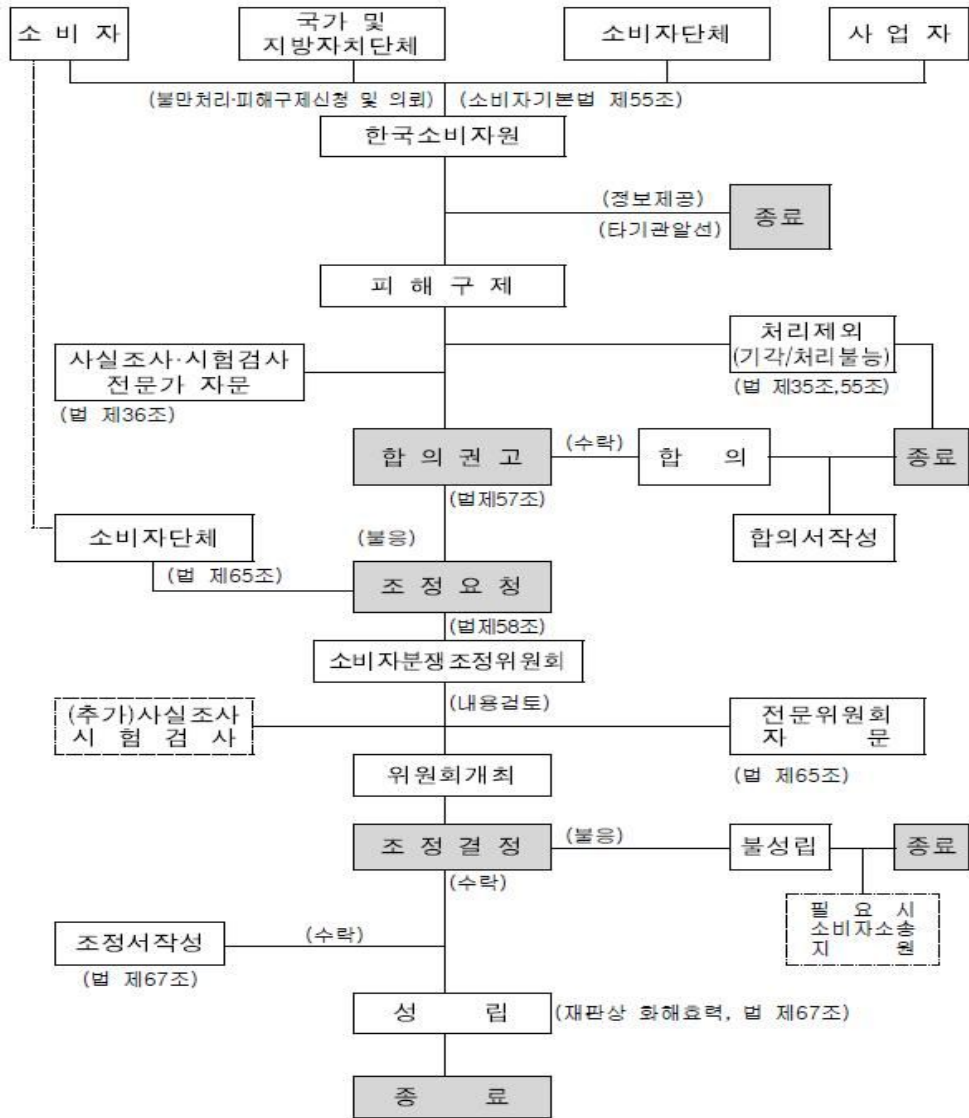 소 비 자
국가 및
지방자치단체
소비자단체
사 업 자
(불만처리·피해구제신청 및 의뢰)
(소비자기본법 제55조)
한국소비자원
(정보제공)
(타기관알선)
종료
피 해 구 제
사실조사·시험검사
전문가 자문
(법 제36조)
처리제외
(기각/처리불능)
(법 제35조,55조)
합 의 권 고
(수락)
합 의
종료
(법제57조)
합의서작성
소비자단체
(불응)
(법 제65조)
조 정 요 청
(법제58조)
소비자분쟁조정위원회
(내용검토)
(추가)사실조사
시 험 검 사
전문위원회
자 문
(법 제65조)
위원회개최
조 정 결 정
(불응)
불성립
종료
(수락)
필 요 시
소비자소송
지 원
조정서작성
(수락)
(법 제67조)
성 립
(재판상 화해효력, 법 제67조)
종 료